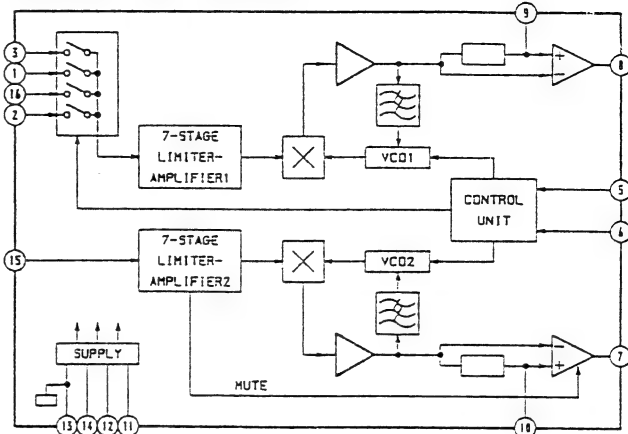 9
3
1
16
2
+
-
8
7-STAGE
LIMITER-
AMPLIFIER1
VCO1
CONTROL
UNIT
5
6
7-STAGE
LIMITER-
AMPLIFIER2
VCO2
15
SUPPLY
MUTE
-
+
7
13
14
12
11
10